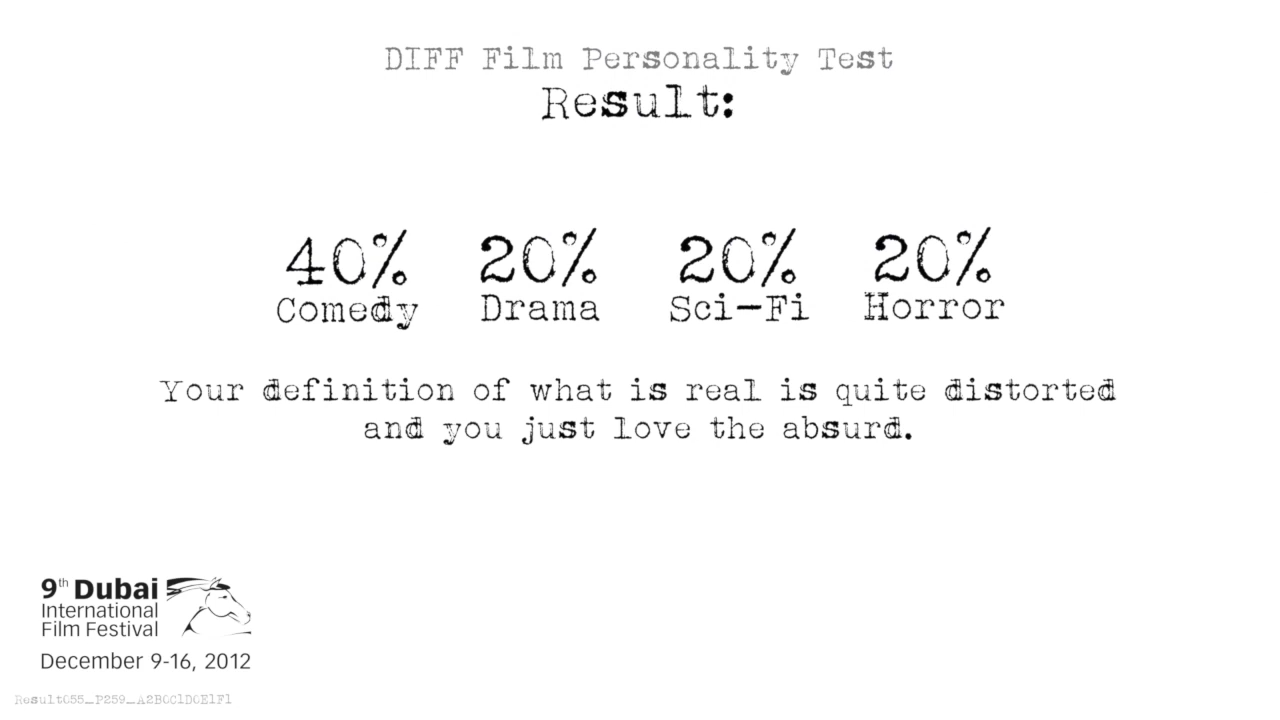 DIFF Film Personality Test
Result:
40% 20% 20% 20%
Comedy Drama Sci-Fi Horror
Your definition of what is real is quite distorted
and you just love the absurd.
9th Dubai
International
Film Festival
December 9-16, 2012
Result055_P259_A2B0C1D0E1F1